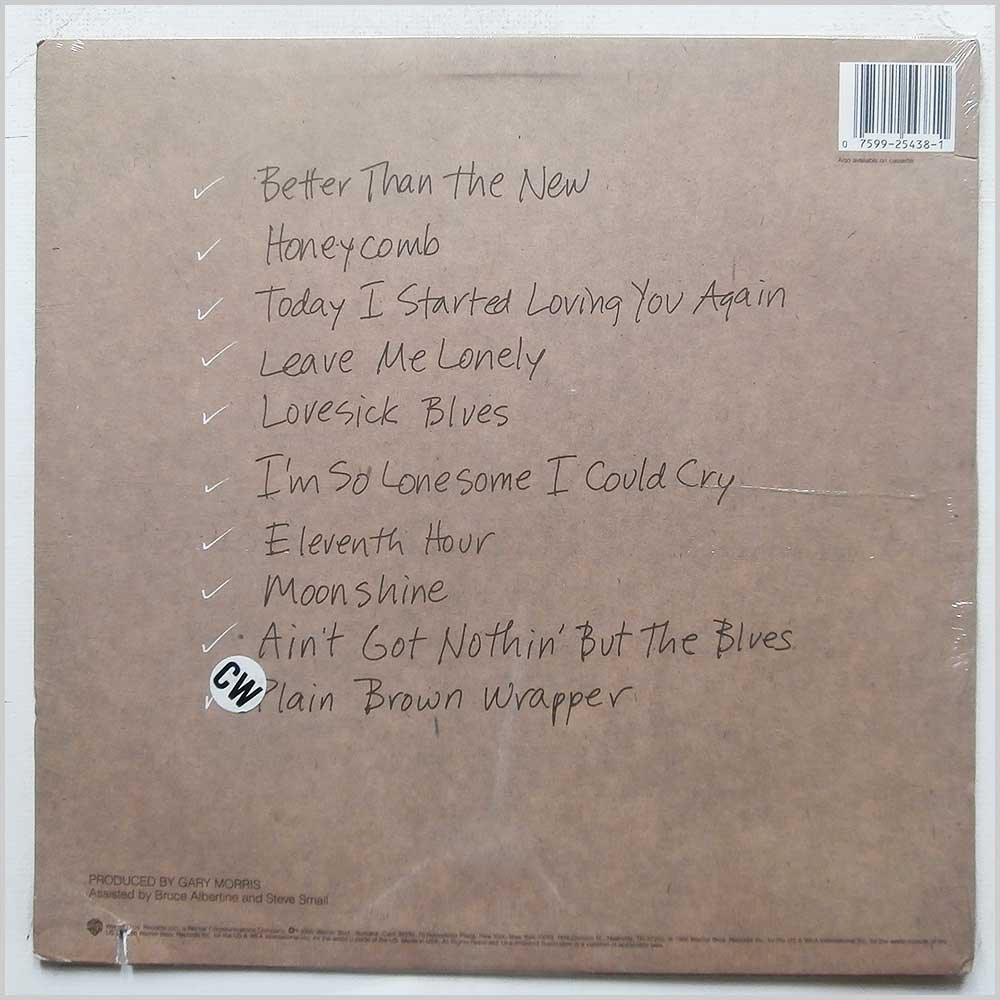 0 7599-25438-1
Also available on cassette
Better Than the New
Honeycomb
Today I Started Loving You Again
Leave Me Lonely
Lovesick Blues
I'm So Lonesome I Could Cry
Eleventh Hour
Moonshine
Ain't Got Nothin' But The Blues
CW
Plain Brown Wrapper
PRODUCED BY GARY MORRIS
Assisted by Bruce Albertine and Steve Small